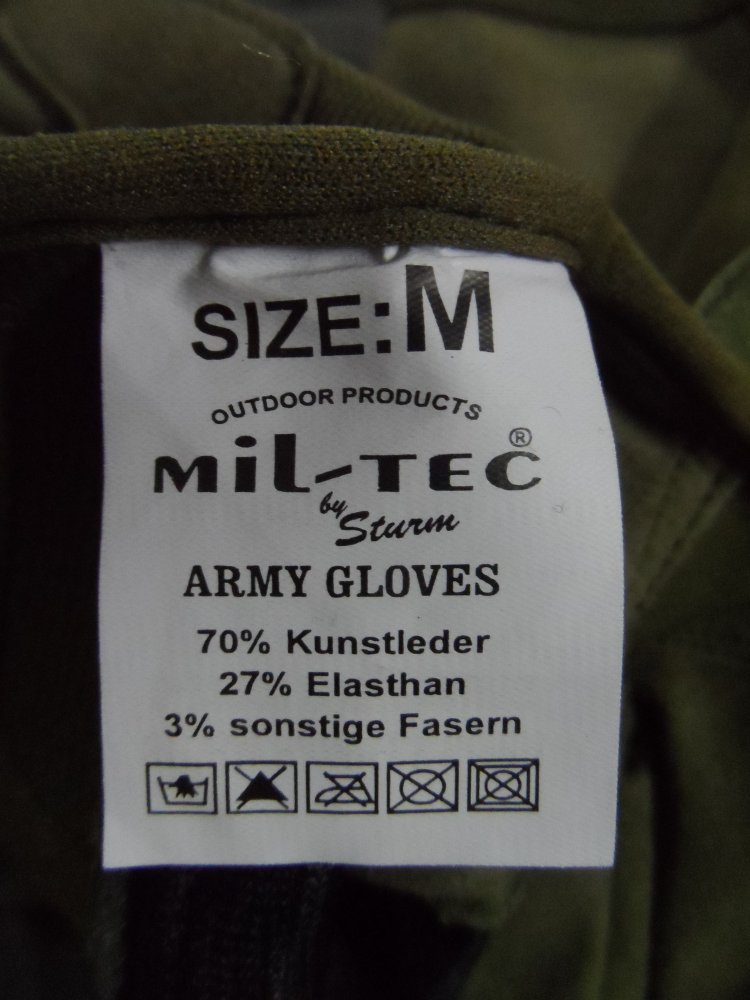 SIZE: M
OUTDOOR PRODUCTS
MiL-TEC ®
by Sturm
ARMY GLOVES
70% Kunstleder
27% Elasthan
3% sonstige Fasern